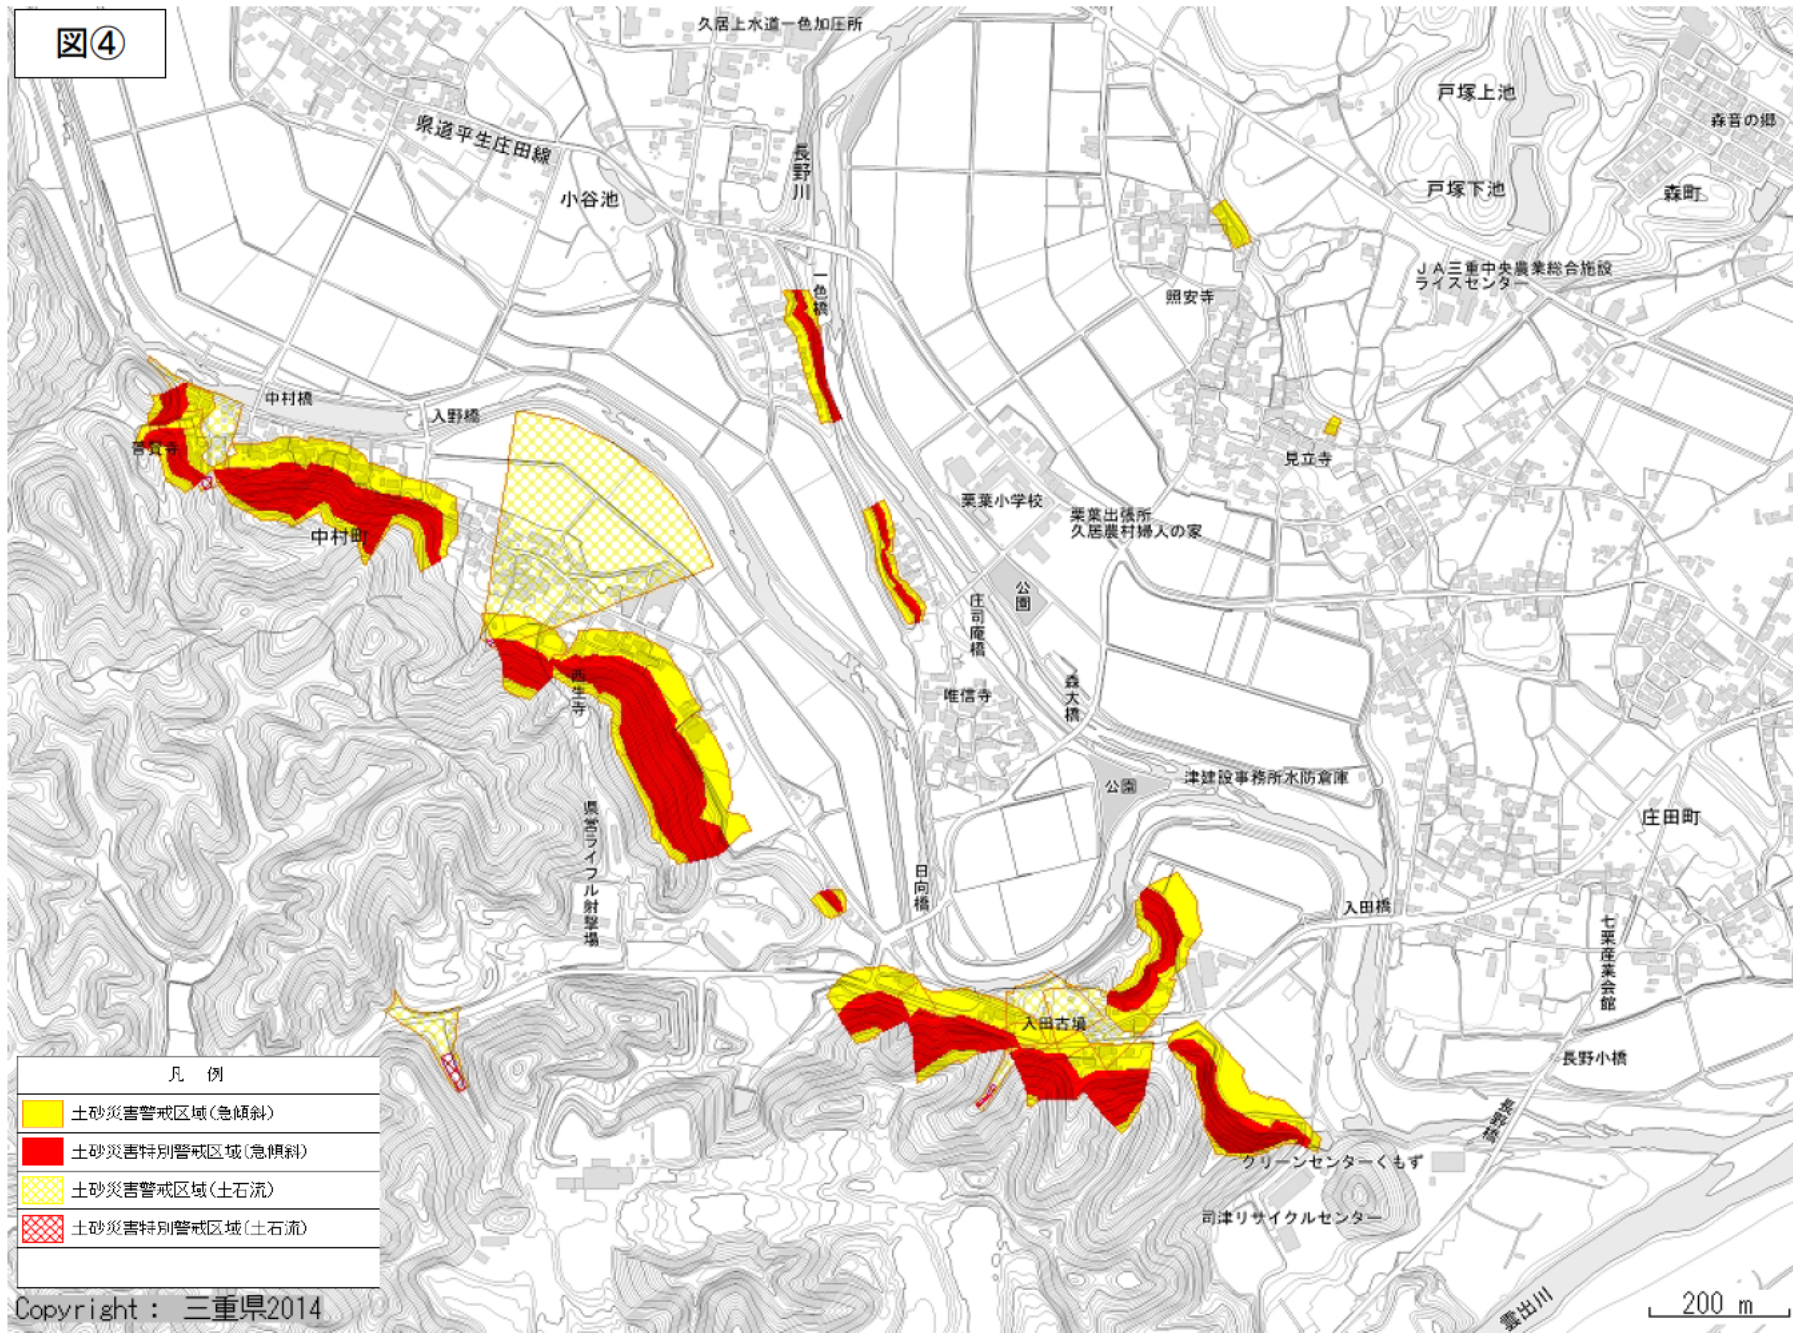 図④
久居上水道一色加圧所
戸塚上池
森音の郷
県道平生庄田線
長野川
小谷池
戸塚下池
森町
一色橋
JA三重中央農業総合施設
ライスセンター
照安寺
中村橋
入野橋
見立寺
栗葉小学校
栗葉出張所
久居農村婦人の家
中村町
公園
庄司庵橋
西生寺
唯信寺
森大橋
津建設事務所水防倉庫
公園
庄田町
県営ライフル射撃場
日向橋
入田橋
七栗産業会館
入田古墳
長野小橋
長野橋
クリーンセンターくもず
司津リサイクルセンター
雲出川
凡 例
土砂災害警戒区域(急傾斜)
土砂災害特別警戒区域(急傾斜)
土砂災害警戒区域(土石流)
土砂災害特別警戒区域(土石流)
Copyright : 三重県2014
200 m